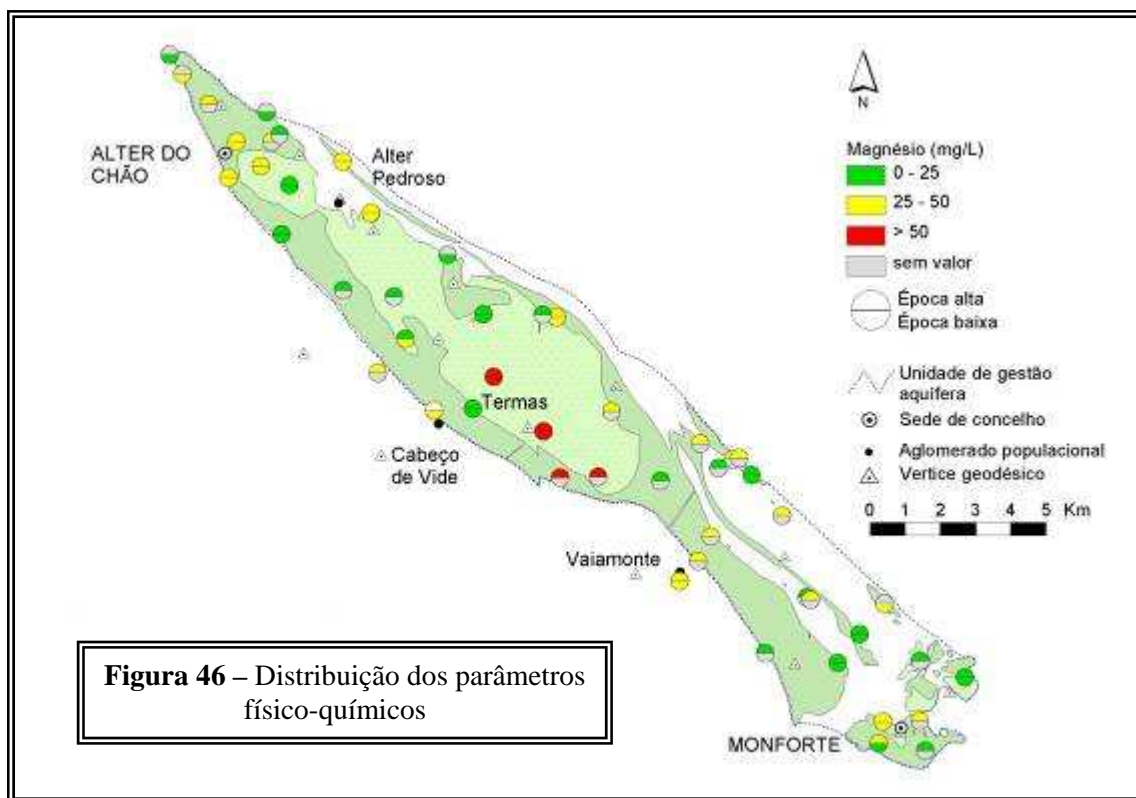 ALTER DO
CHÃO
Alter
Pedroso
Termas
Cabeço
de Vide
Vaiamonte
MONFORTE
N
Magnésio (mg/L)
0 - 25
25 - 50
> 50
sem valor
Época alta
Época baixa
Unidade de gestão
aquífera
Sede de concelho
Aglomerado populacional
Vertice geodésico
0 1 2 3 4 5 Km
Figura 46 – Distribuição dos parâmetros
físico-químicos